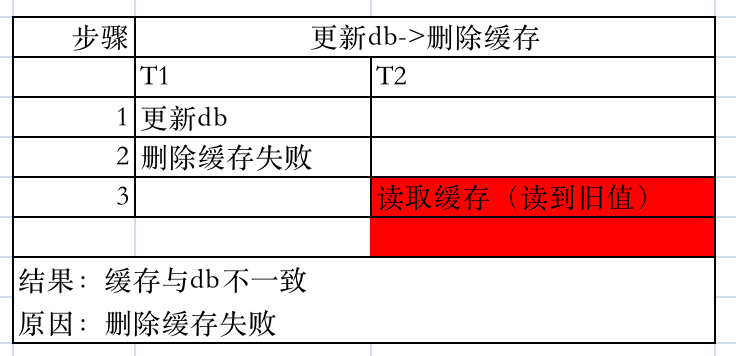 步骤 更新db->删除缓存
T1 T2
1 更新db
2 删除缓存失败
3 读取缓存（读到旧值）
结果：缓存与db不一致
原因：删除缓存失败